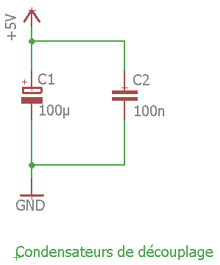 +5V
C1
C2
100µ
100n
GND
Condensateurs de découplage